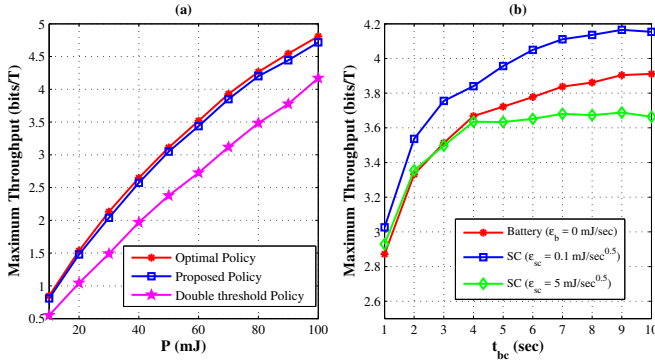 (a)
Maximum Throughput (bits/T)
5
4.5
4
3.5
3
2.5
2
1.5
1
0.5
20
40
60
80
100
P (mJ)
Optimal Policy
Proposed Policy
Double threshold Policy
(b)
Maximum Throughput (bits/T)
4.2
4
3.8
3.6
3.4
3.2
3
2.8
2.6
1 2 3 4 5 6 7 8 9 10
t_bc (sec)
Battery (ε_b = 0 mJ/sec)
SC (ε_sc = 0.1 mJ/sec^0.5)
SC (ε_sc = 5 mJ/sec^0.5)